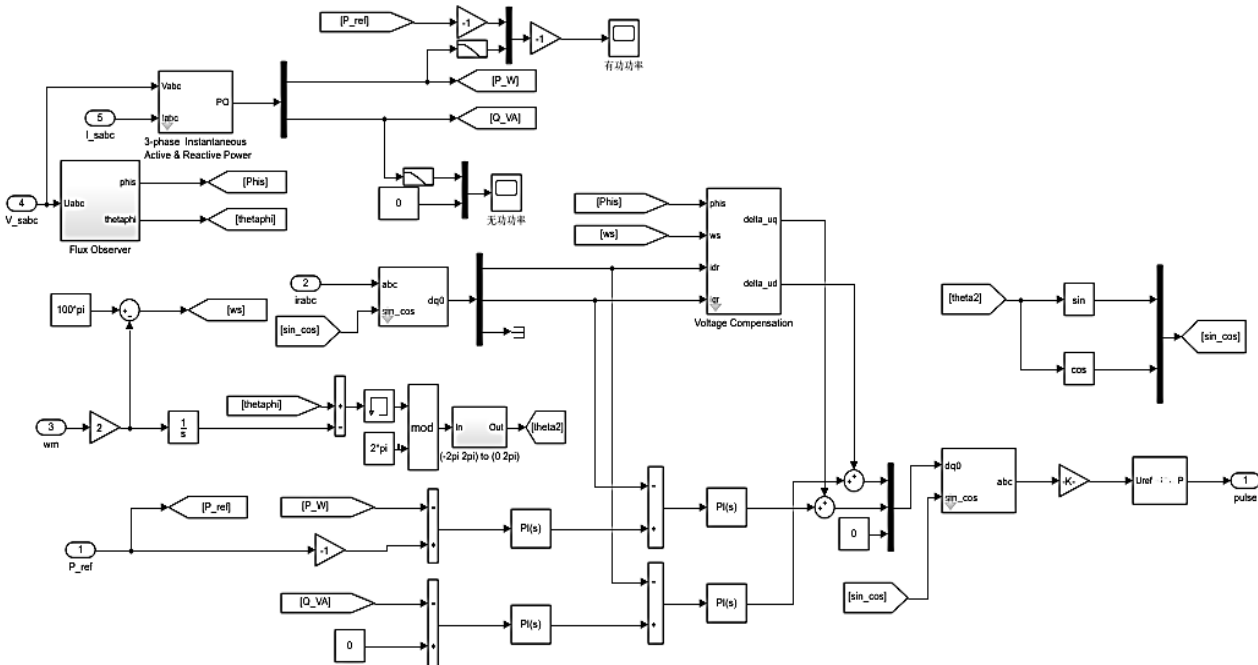 [P_ref]
-1
-1
有功功率
Vabc
Iabc
PQ
3-phase Instantaneous
Active & Reactive Power
5
I_sabc
[P_W]
[Q_VA]
0
无功功率
4
V_sabc
Uabc
phis
thetaphi
Flux Observer
[Phis]
[thetaphi]
[Phis]
[ws]
phis
ws
idr
iqr
delta_uq
delta_ud
Voltage Compensation
100*pi
[ws]
2
irabc
[sin_cos]
abc
sin_cos
dq0
[theta2]
sin
cos
[sin_cos]
3
wm
2
1
s
[thetaphi]
2*pi
mod
In
Out
(-2pi 2pi) to (0 2pi)
[theta2]
1
P_ref
[P_ref]
[P_W]
-1
PI(s)
PI(s)
[Q_VA]
0
PI(s)
PI(s)
0
dq0
sin_cos
abc
[sin_cos]
-K-
Uref
P
1
pulse